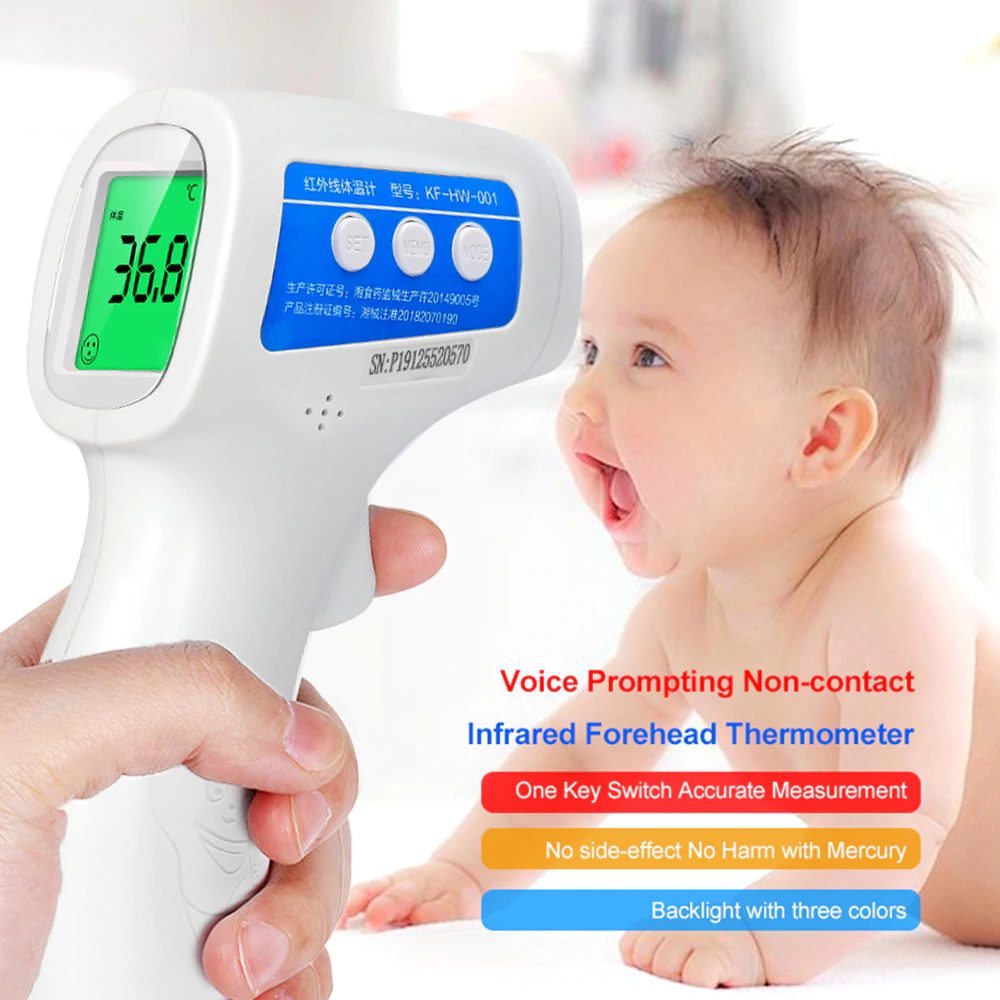 ℃
体温
36.8
红外线体温计 型号：KF-HW-001
SET MEMO MODE
生产许可证号：湘食药监械生产许20149005号
产品注册证编号：湘械注准20182070190
SN:P19125520570
Voice Prompting Non-contact
Infrared Forehead Thermometer
One Key Switch Accurate Measurement
No side-effect No Harm with Mercury
Backlight with three colors